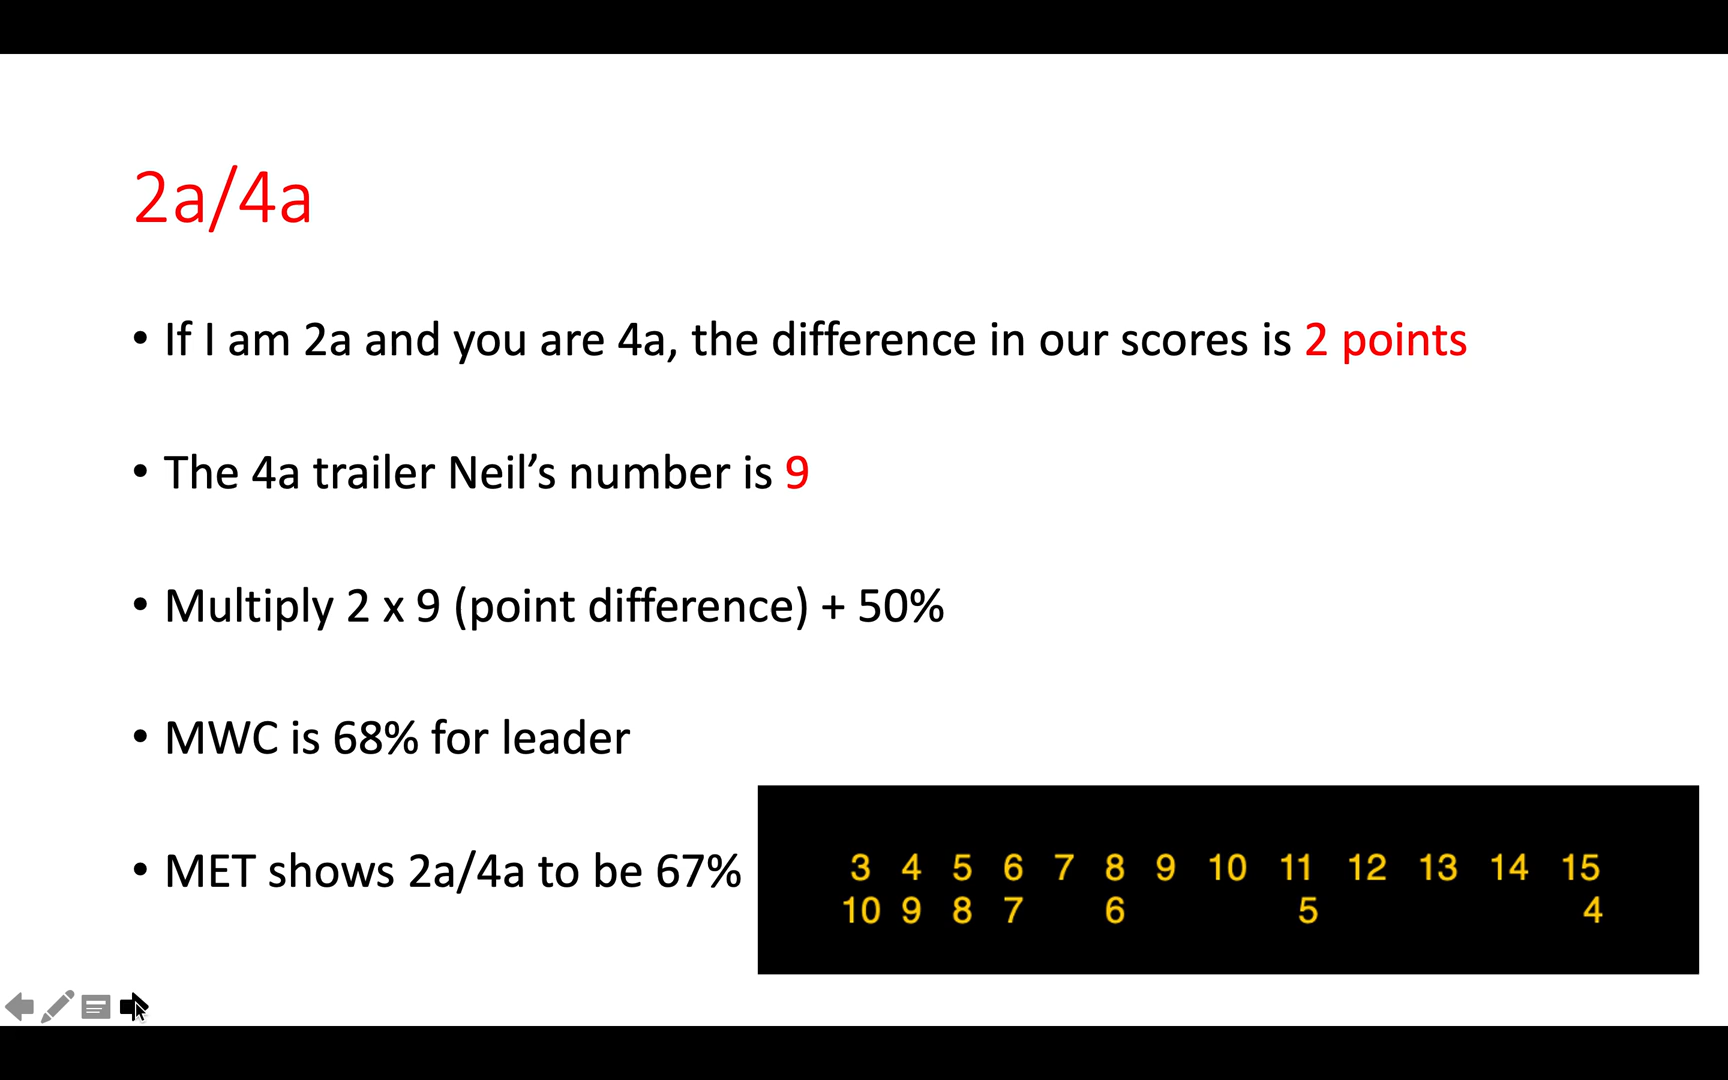 2a/4a
• If I am 2a and you are 4a, the difference in our scores is 2 points
• The 4a trailer Neil’s number is 9
• Multiply 2 x 9 (point difference) + 50%
• MWC is 68% for leader
• MET shows 2a/4a to be 67%
3 4 5 6 7 8 9 10 11 12 13 14 15
10 9 8 7 6 5 4